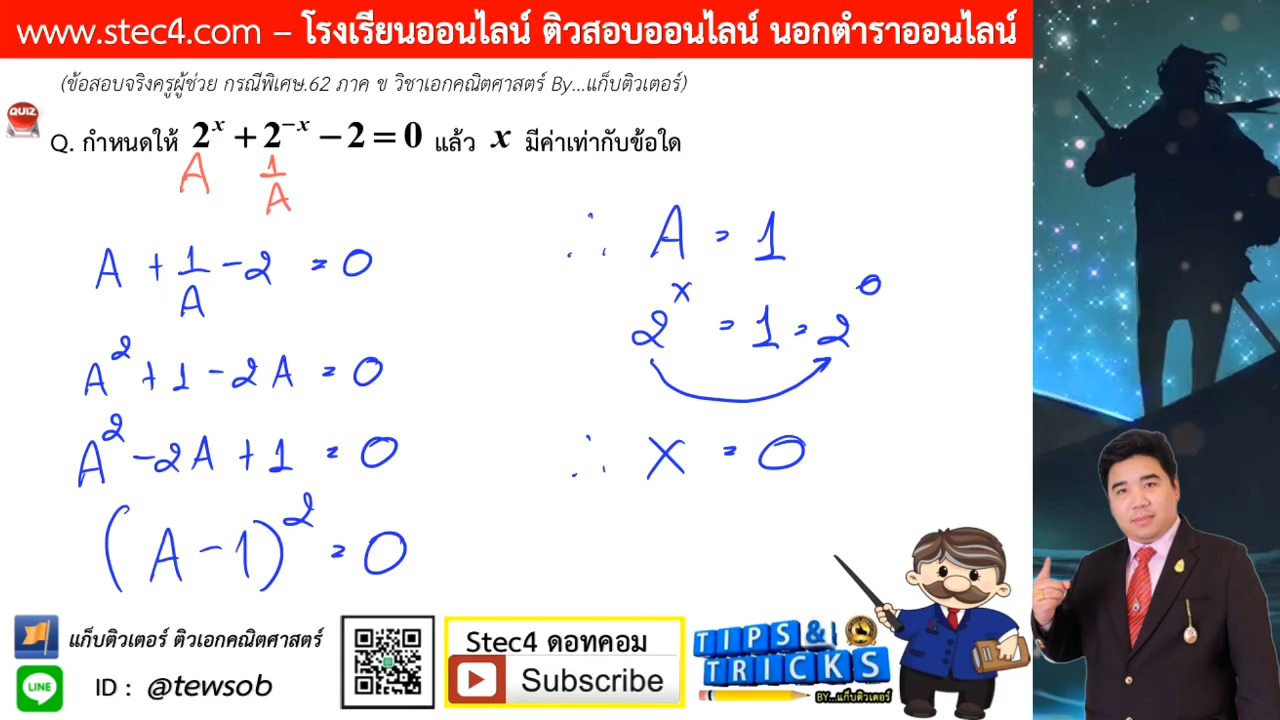 www.stec4.com – โรงเรียนออนไลน์ ติวสอบออนไลน์ นอกตำราออนไลน์
(ข้อสอบจริงครูผู้ช่วย กรณีพิเศษ.62 ภาค ข วิชาเอกคณิตศาสตร์ By...แก็บติวเตอร์)
QUIZ
Q. กำหนดให้ 2^x + 2^{-x} − 2 = 0 แล้ว x มีค่าเท่ากับข้อใด
A 1/A
A + 1/A − 2 = 0
A² + 1 − 2A = 0
A² − 2A + 1 = 0
(A − 1)² = 0
∴ A = 1
2^x = 1 = 2^0
∴ x = 0
แก็บติวเตอร์ ติวเอกคณิตศาสตร์
LINE
ID : @tewsob
Stec4 ดอทคอม
Subscribe
TIPS &
TRICKS
BY...แก็บติวเตอร์